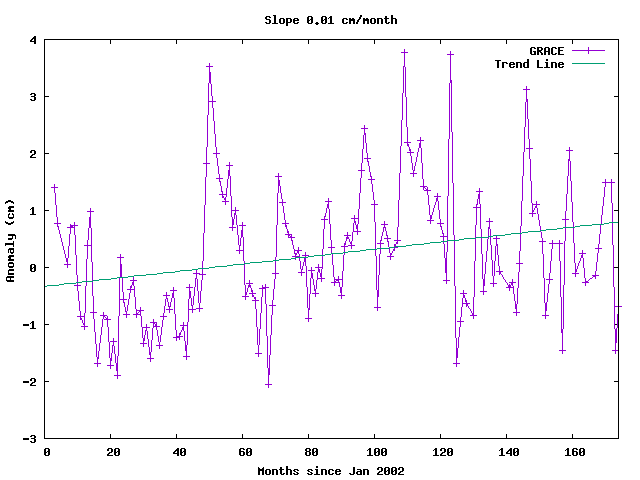 Slope 0.01 cm/month
GRACE
Trend Line
4
3
2
1
0
-1
-2
-3
Anomaly (cm)
0 20 40 60 80 100 120 140 160
Months since Jan 2002